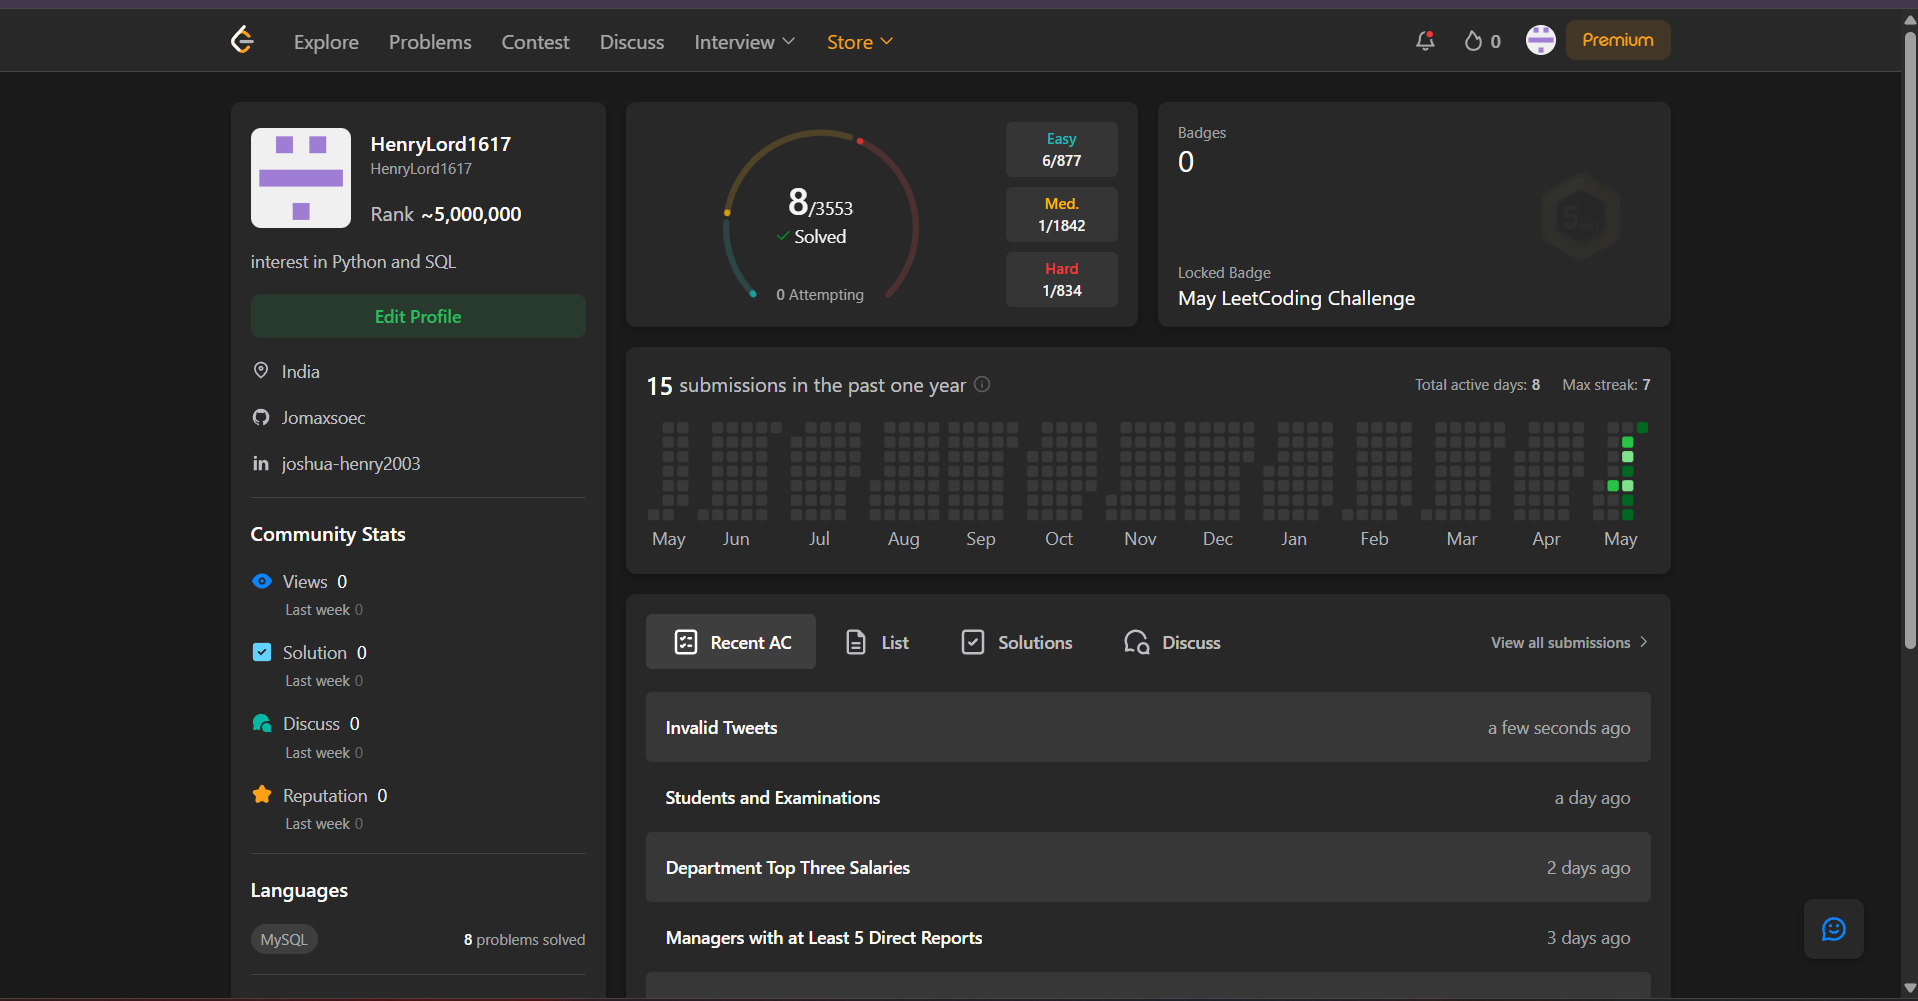 Explore Problems Contest Discuss Interview Store 0 Premium
HenryLord1617
HenryLord1617
Rank ~5,000,000
interest in Python and SQL
Edit Profile
India
Jomaxsoec
joshua-henry2003
Community Stats
Views 0
Last week 0
Solution 0
Last week 0
Discuss 0
Last week 0
Reputation 0
Last week 0
Languages
MySQL 8 problems solved
8/3553
Solved
0 Attempting
Easy
6/877
Med.
1/1842
Hard
1/834
Badges
0
Locked Badge
May LeetCoding Challenge
15 submissions in the past one year
Total active days: 8 Max streak: 7
May Jun Jul Aug Sep Oct Nov Dec Jan Feb Mar Apr May
Recent AC List Solutions Discuss View all submissions
Invalid Tweets a few seconds ago
Students and Examinations a day ago
Department Top Three Salaries 2 days ago
Managers with at Least 5 Direct Reports 3 days ago